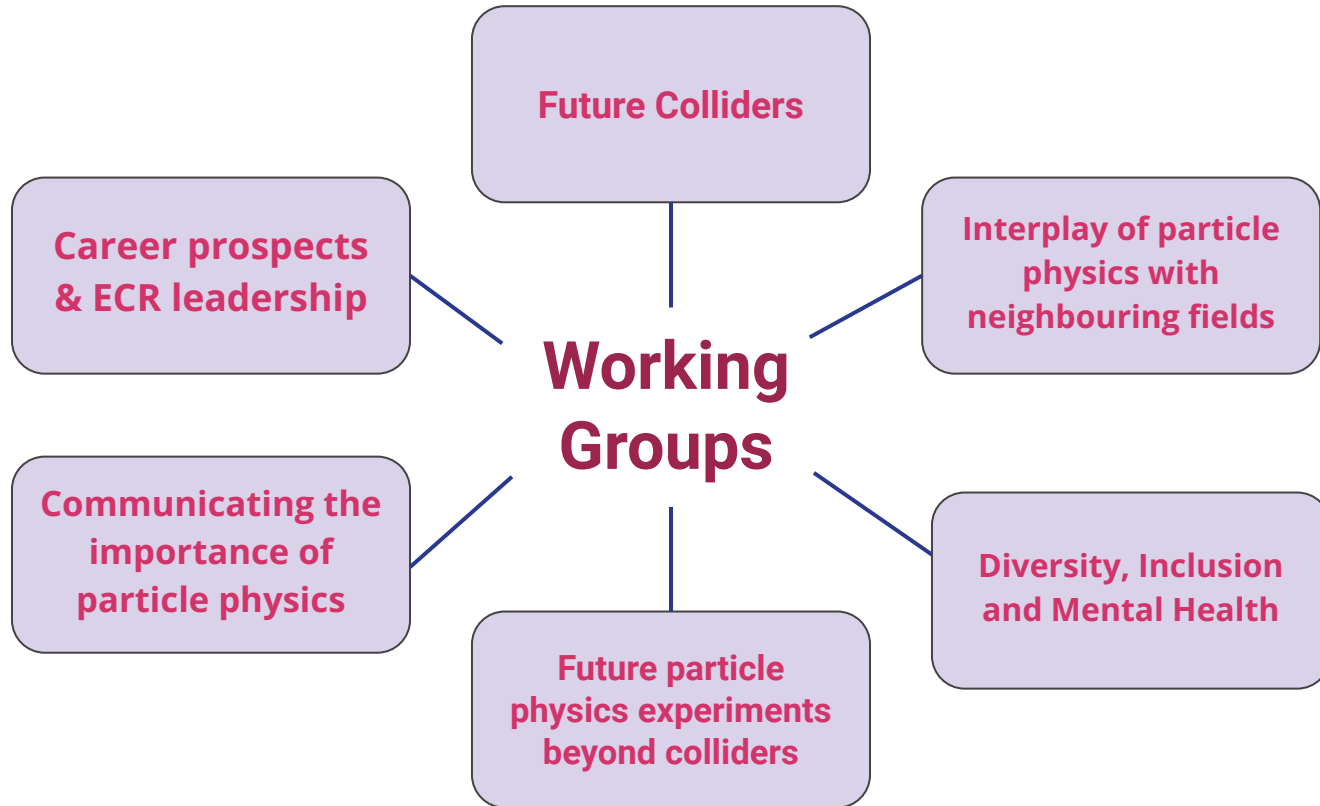 Future Colliders
Career prospects
& ECR leadership
Interplay of particle
physics with
neighbouring fields
Working
Groups
Communicating the
importance of
particle physics
Diversity, Inclusion
and Mental Health
Future particle
physics experiments
beyond colliders